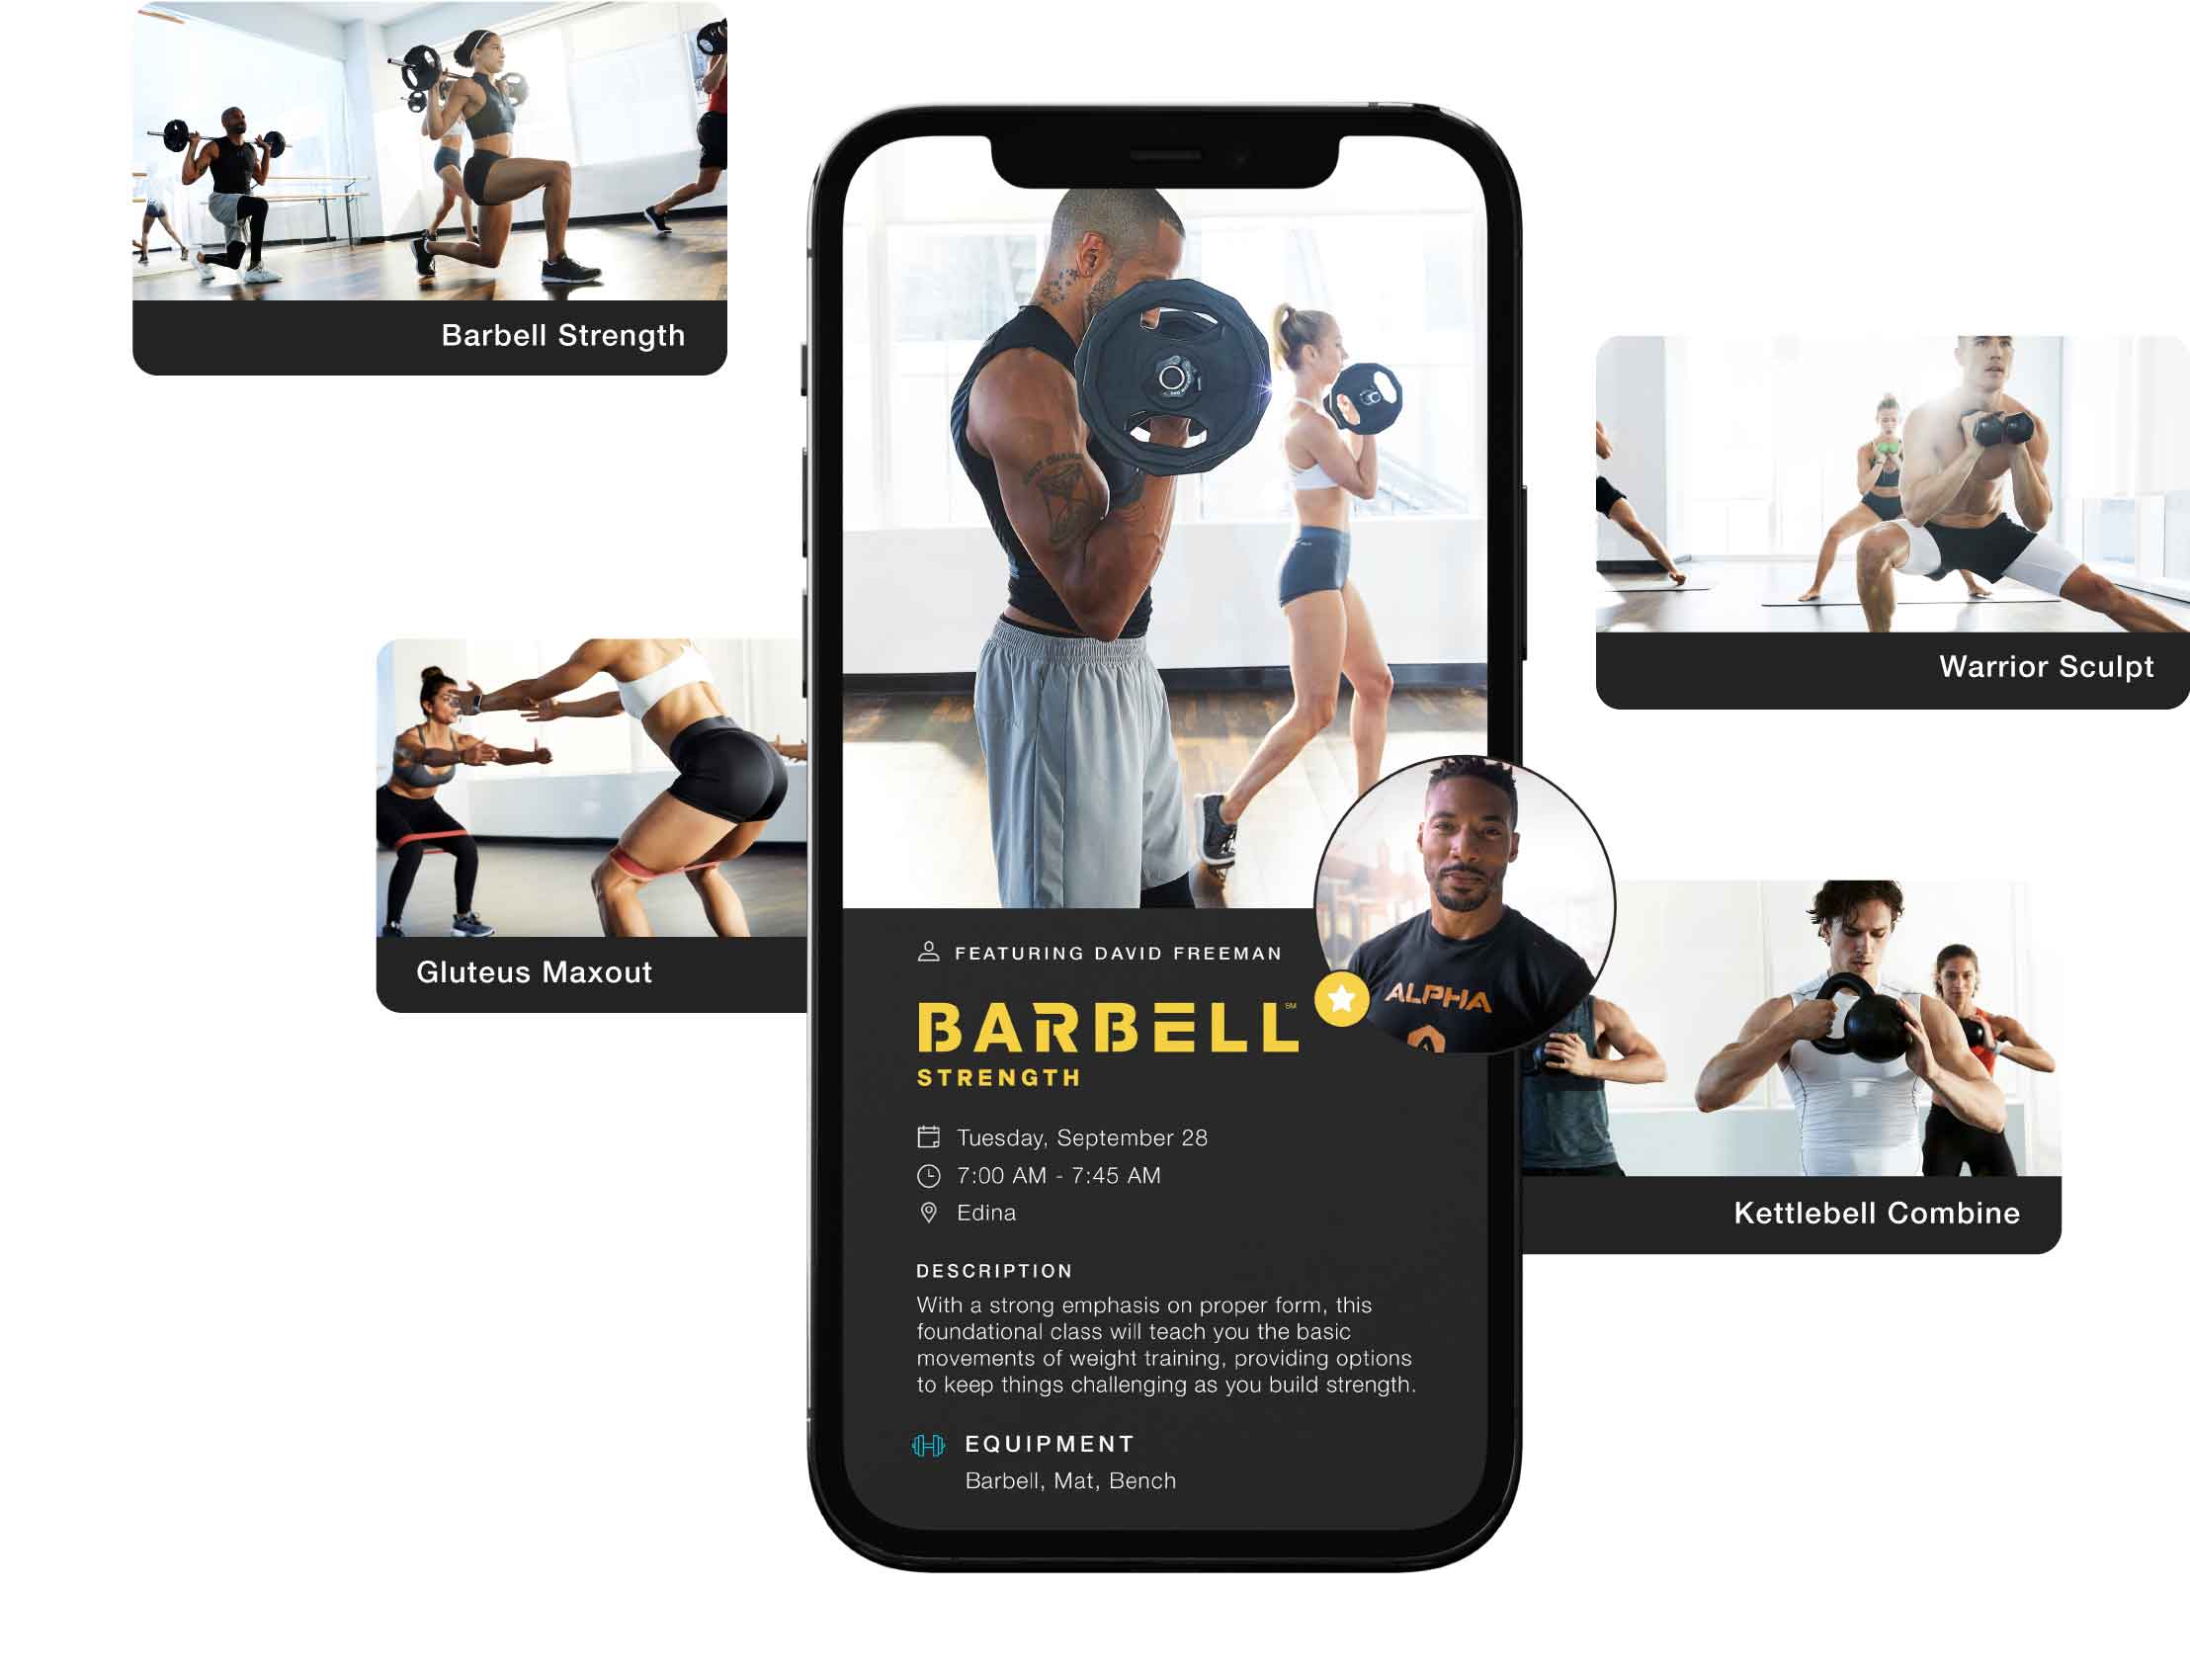 Barbell Strength
Warrior Sculpt
Gluteus Maxout
FEATURING DAVID FREEMAN
ALPHA
BARBELL℠
STRENGTH
Tuesday, September 28
7:00 AM - 7:45 AM
Edina
Kettlebell Combine
DESCRIPTION
With a strong emphasis on proper form, this
foundational class will teach you the basic
movements of weight training, providing options
to keep things challenging as you build strength.
EQUIPMENT
Barbell, Mat, Bench